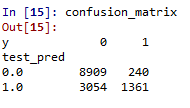 In [15]: confusion_matrix
Out[15]:
y 0 1
test_pred
0.0 8909 240
1.0 3054 1361